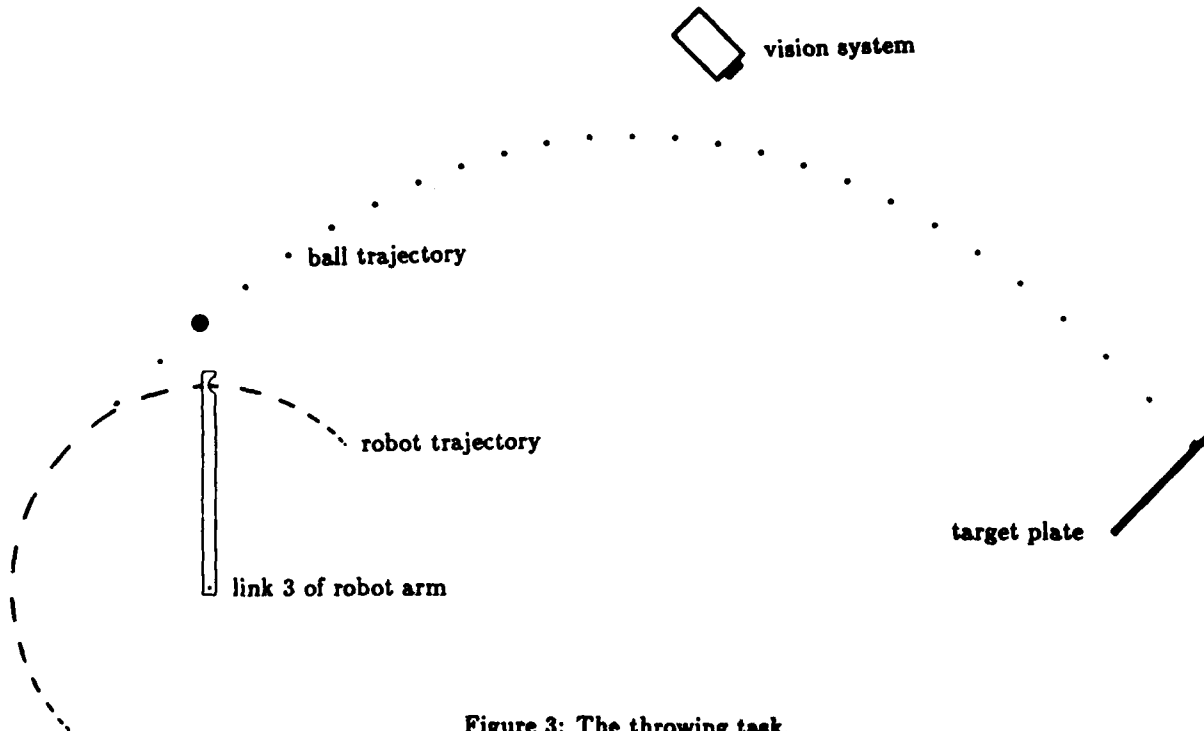 vision system
ball trajectory
robot trajectory
target plate
link 3 of robot arm
Figure 3: The throwing task